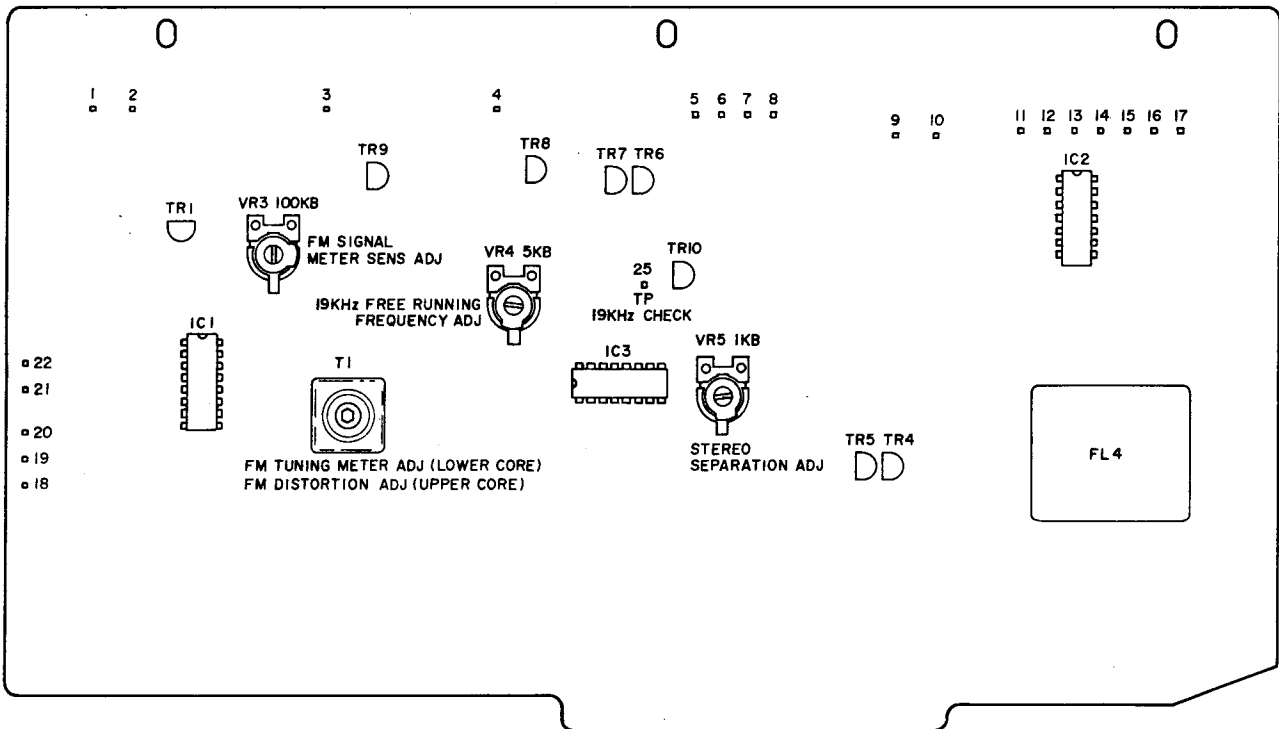 1 2 3 4 5 6 7 8
9 10 11 12 13 14 15 16 17
TR9 TR8 TR7 TR6 IC2
TR1 VR3 100KB
FM SIGNAL
METER SENS ADJ
VR4 5KB
TR10
25
TP
19KHz CHECK
19KHz FREE RUNNING
FREQUENCY ADJ
IC1
IC3
VR5 1KB
T1
22
21
20
19
18
STEREO
SEPARATION ADJ
TR5 TR4
FL4
FM TUNING METER ADJ (LOWER CORE)
FM DISTORTION ADJ (UPPER CORE)